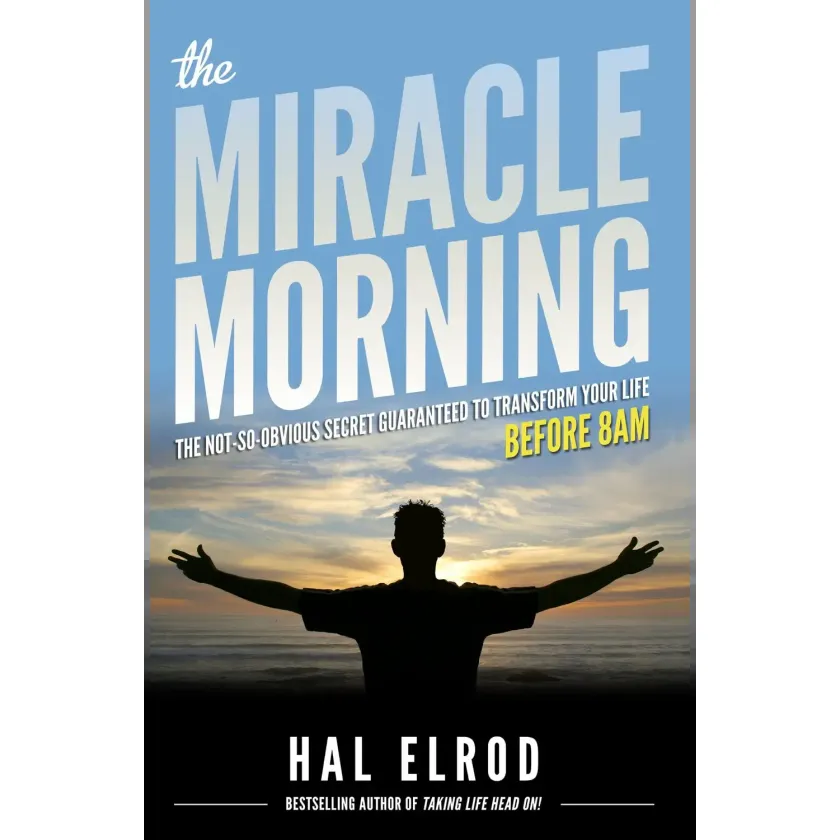 the
MIRACLE
MORNING
THE NOT-SO-OBVIOUS SECRET GUARANTEED TO TRANSFORM YOUR LIFE
BEFORE 8AM
HAL ELROD
BESTSELLING AUTHOR OF TAKING LIFE HEAD ON!